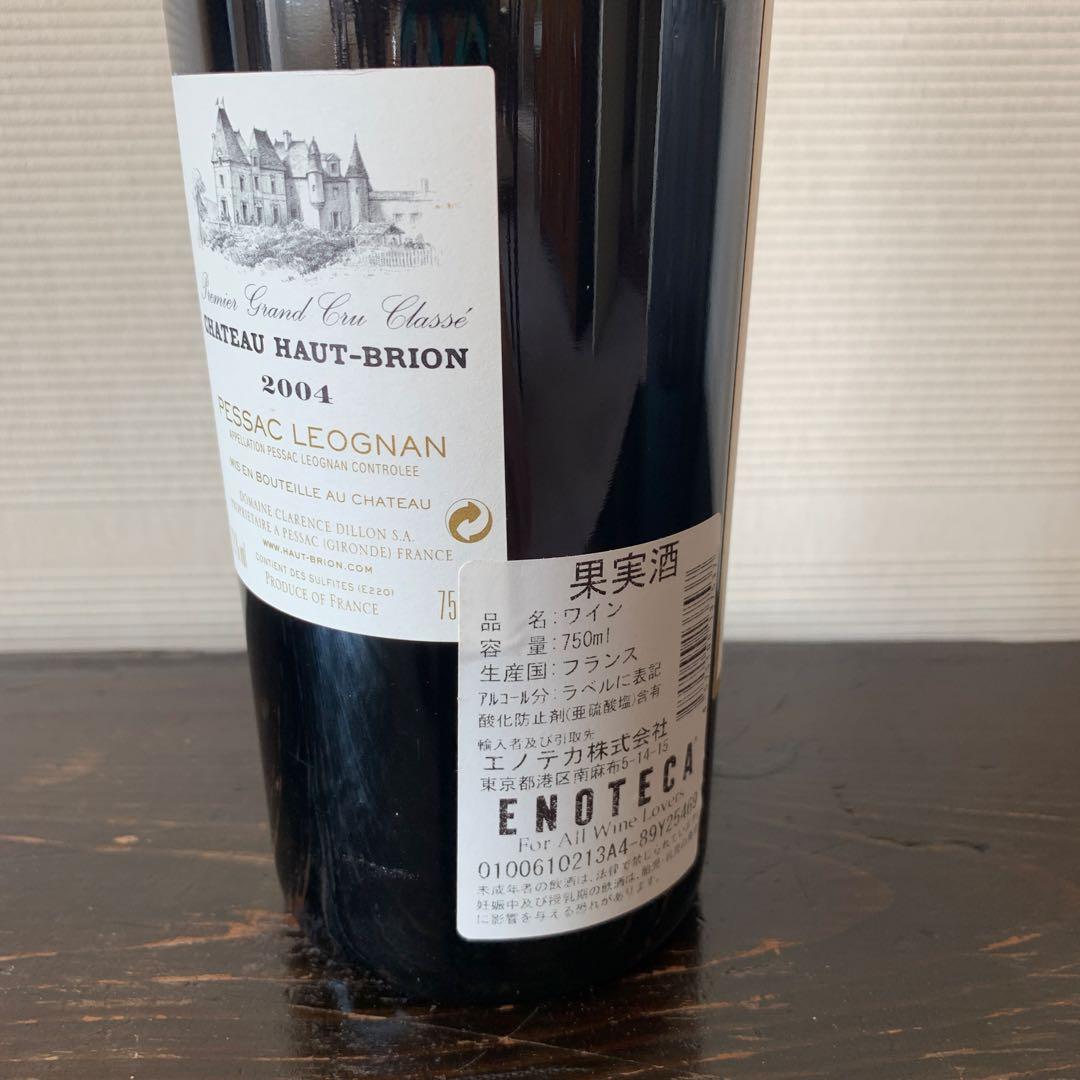 Premier Grand Cru Classé
CHATEAU HAUT-BRION
2004
PESSAC LEOGNAN
APPELLATION PESSAC LEOGNAN CONTROLEE
MIS EN BOUTEILLE AU CHATEAU
DOMAINE CLARENCE DILLON S.A.
PROPRIETAIRE A PESSAC (GIRONDE) FRANCE
WWW.HAUT-BRION.COM
CONTIENT DES SULFITES (E220)
PRODUCE OF FRANCE
75
果実酒
品 名:ワイン
容 量:750ml
生産国:フランス
アルコール分:ラベルに表記
酸化防止剤(亜硫酸塩)含有
輸入者及び引取先
エノテカ株式会社
東京都港区南麻布5-14-15
ENOTECA
For All Wine Lovers
0100610213A4-89Y25469
未成年者の飲酒は、法律で禁じられています。
妊娠中及び授乳期の飲酒は、胎児・乳児の
に影響を与える恐れがあります。